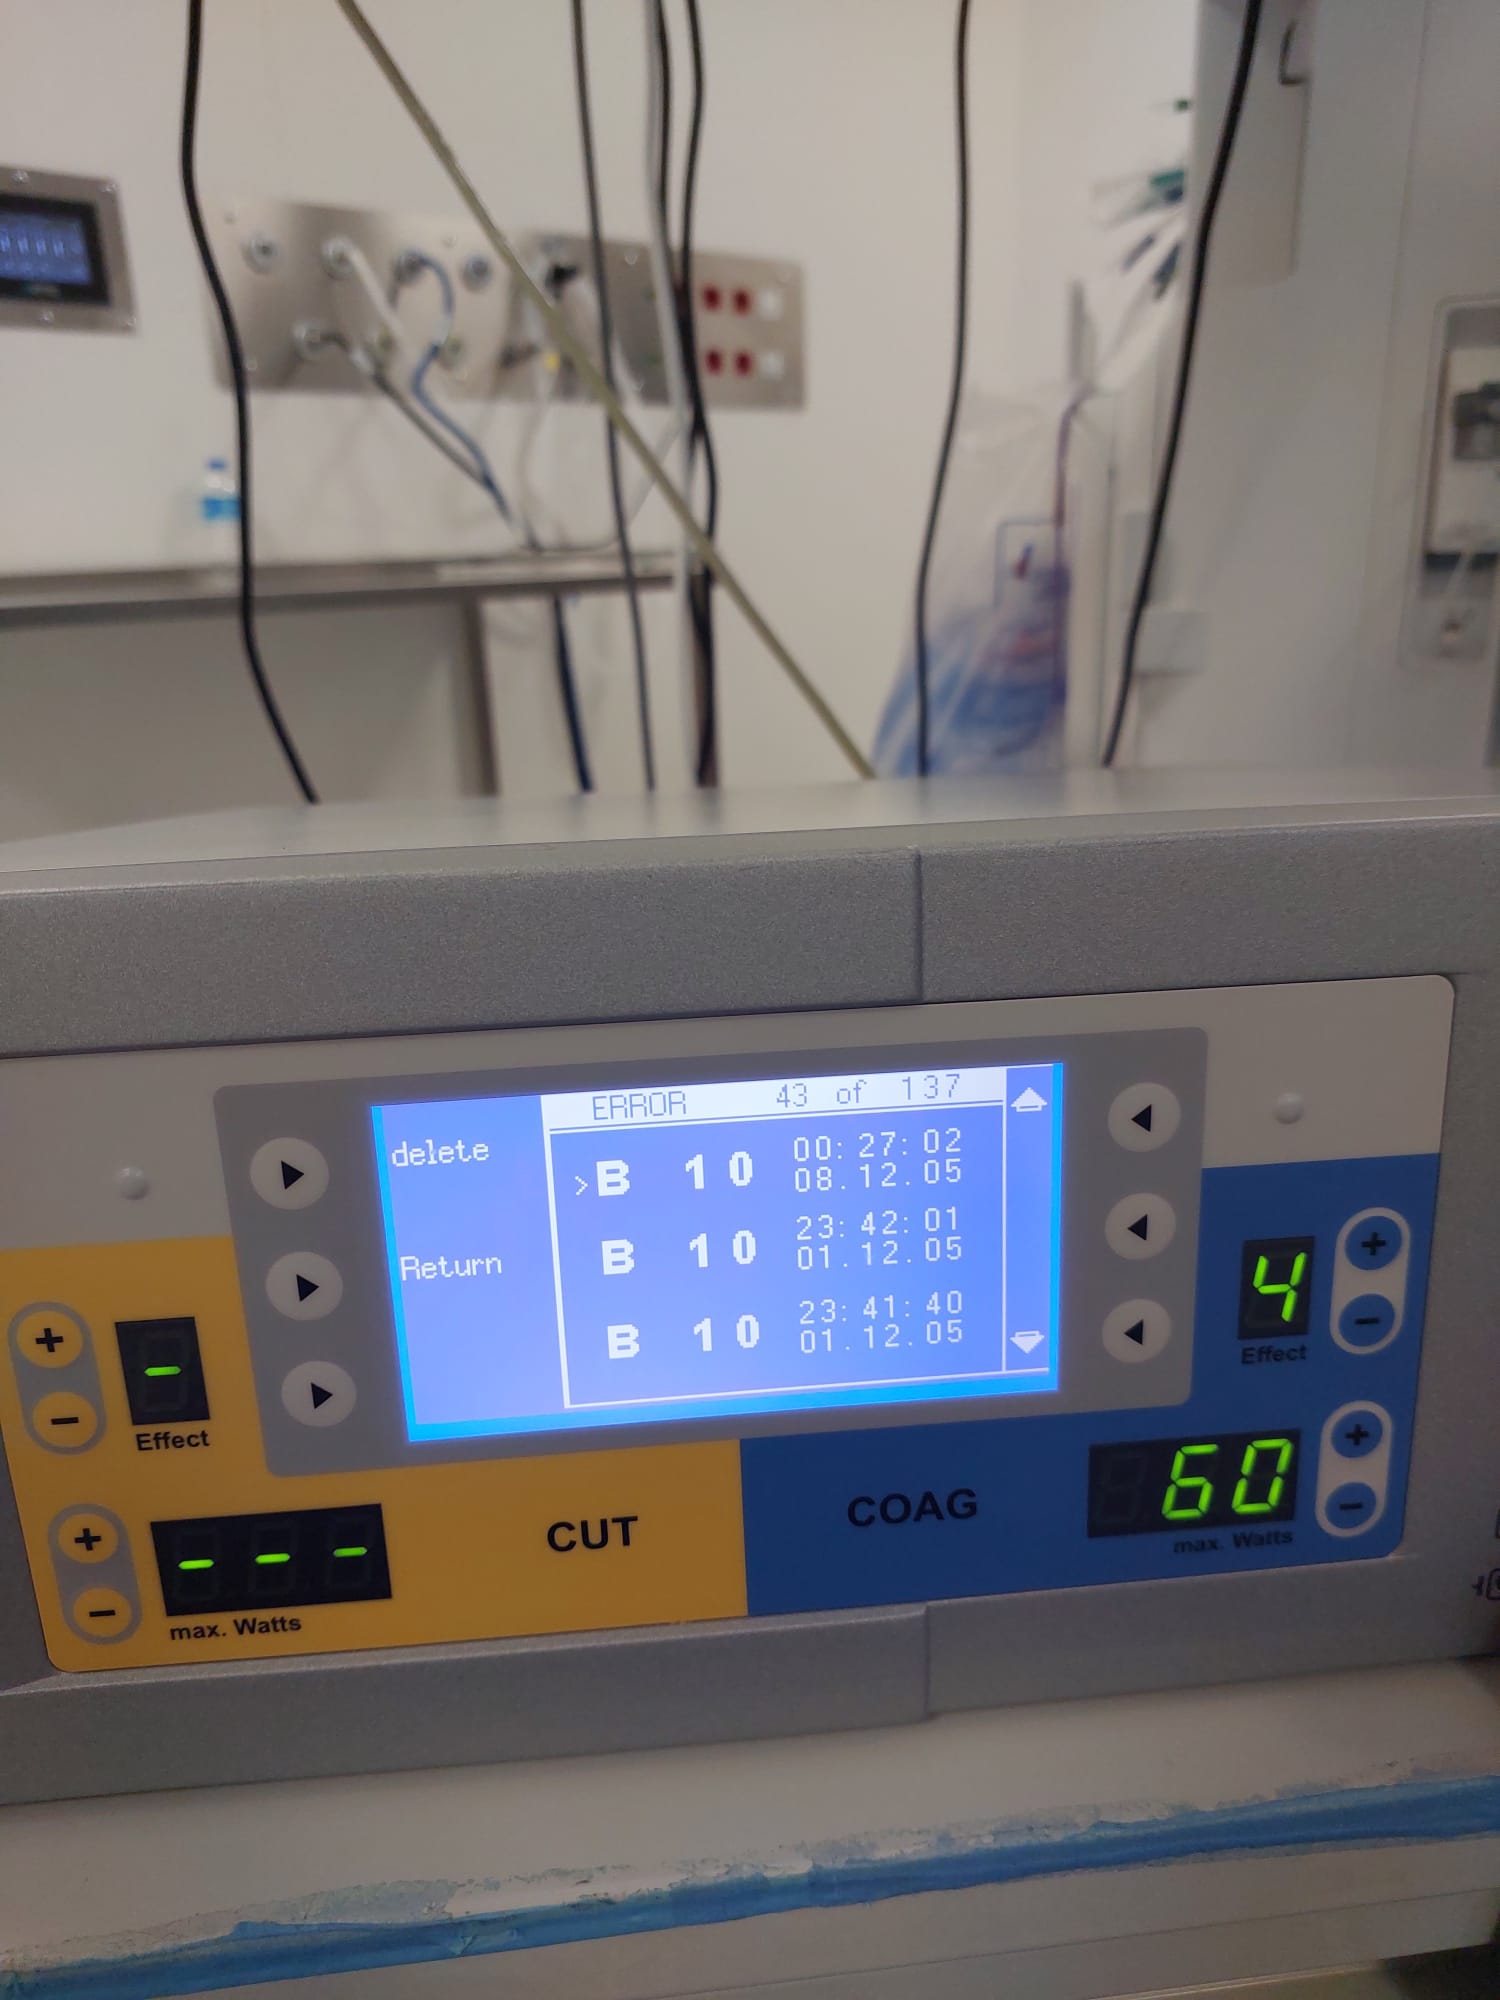 ERROR 43 of 137
delete
>B 10 00:27:02
08.12.05
B 10 23:42:01
01.12.05
Return
B 10 23:41:40
01.12.05
+
-
-
Effect
+
-
- - -
max. Watts
CUT
COAG
4
Effect
+
-
60
max. Watts
+
-